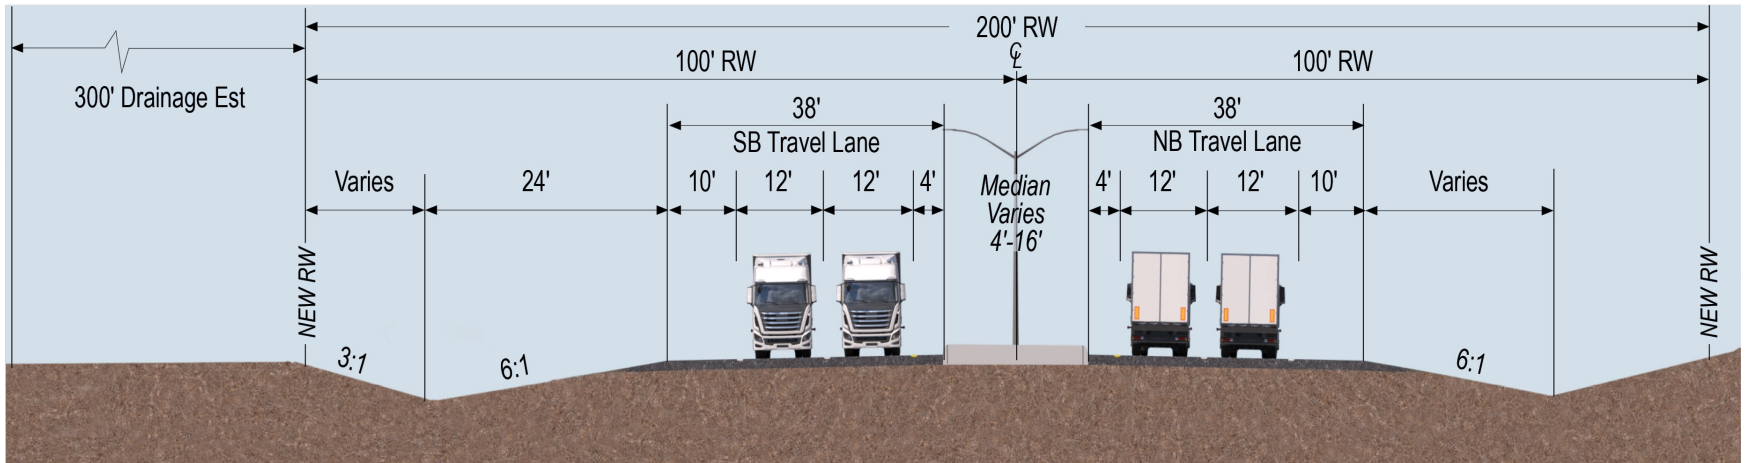 200' RW
℄
100' RW
100' RW
300' Drainage Est
38'
38'
SB Travel Lane
NB Travel Lane
Varies
24'
10'
12'
12'
4'
Median
Varies
4'-16'
4'
12'
12'
10'
Varies
NEW RW
NEW RW
3:1
6:1
6:1